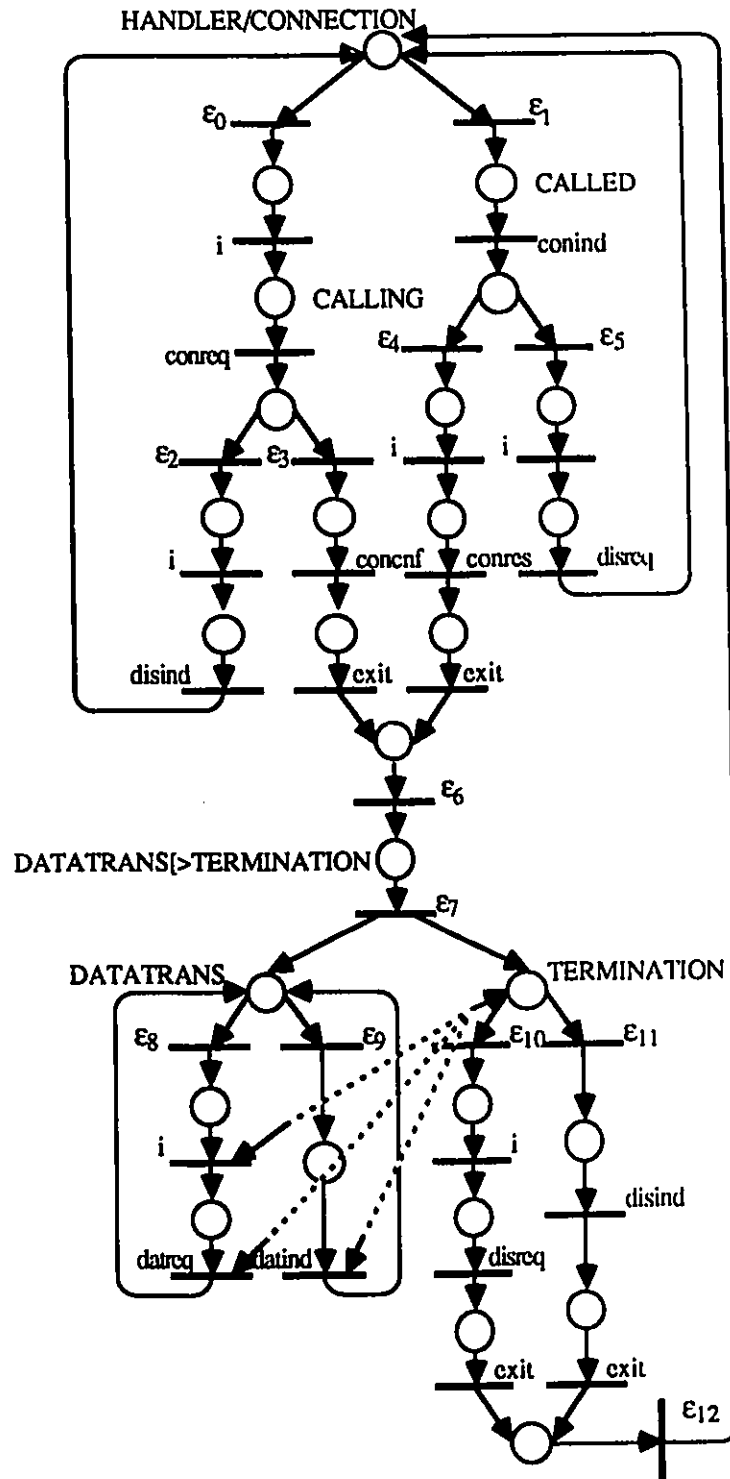 HANDLER/CONNECTION
ε0 ε1
CALLED
i conind
CALLING
ε4 ε5
conreq
ε2 ε3 i i
i concnf conres disreq
disind exit exit
ε6
DATATRANS[>TERMINATION
ε7
DATATRANS TERMINATION
ε8 ε9 ε10 ε11
i i
disind
datreq datind disreq
exit exit
ε12